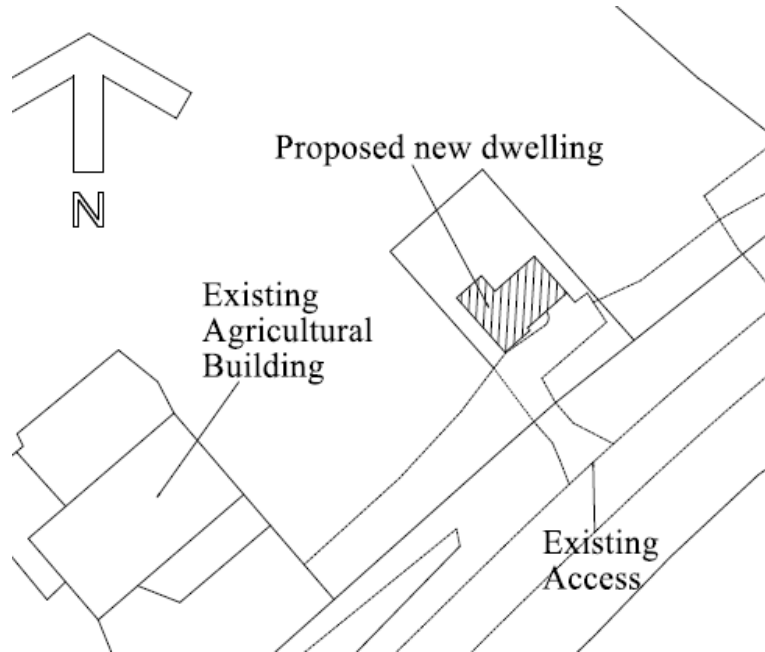 Proposed new dwelling
N
Existing
Agricultural
Building
Existing
Access